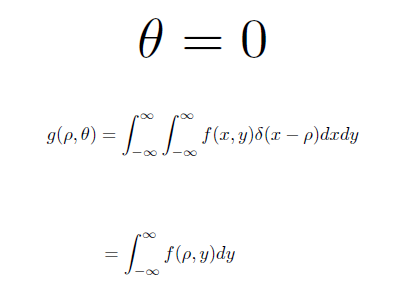 θ = 0
g(ρ, θ) = ∫_{-∞}^{∞} ∫_{-∞}^{∞} f(x, y)δ(x − ρ)dxdy
= ∫_{-∞}^{∞} f(ρ, y)dy